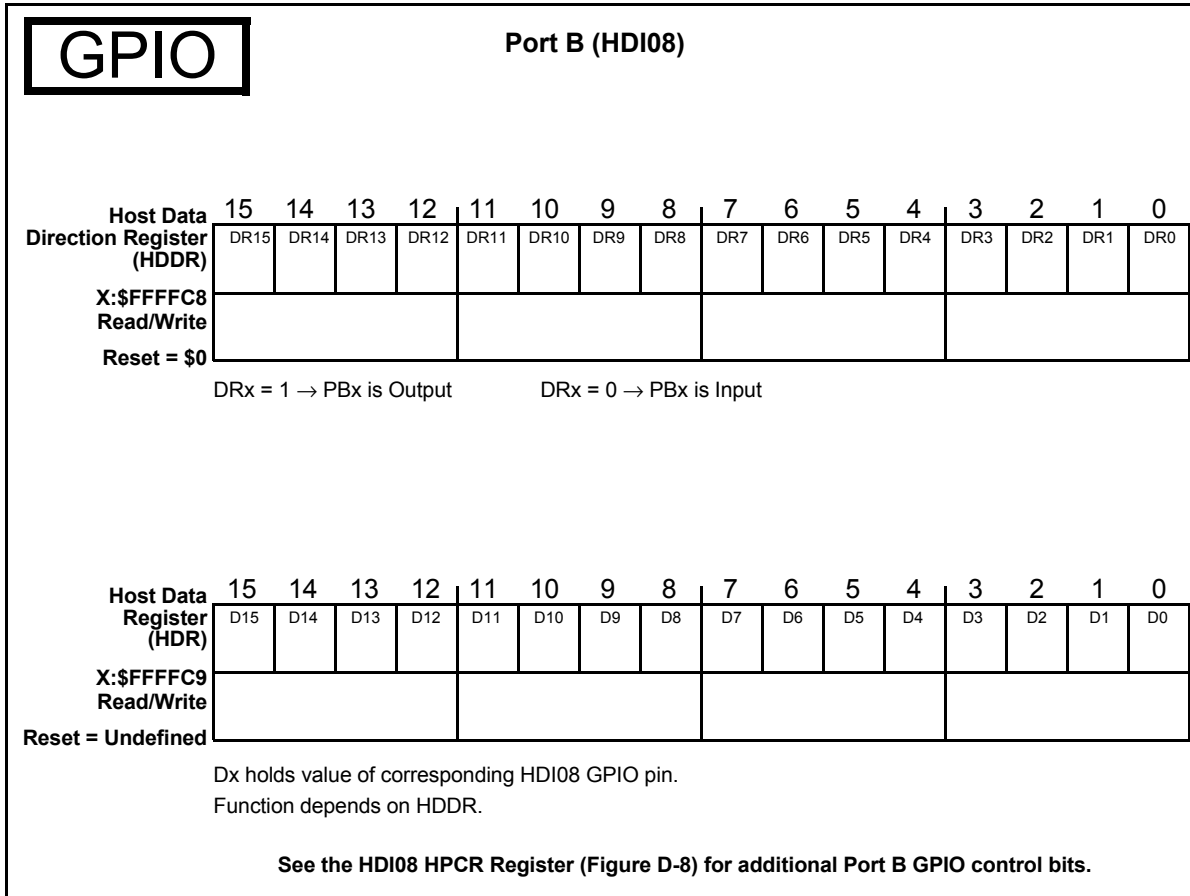 GPIO
Port B (HDI08)
Host Data
Direction Register
(HDDR)
X:$FFFFC8
Read/Write
Reset = $0
15 14 13 12 11 10 9 8 7 6 5 4 3 2 1 0
DR15 DR14 DR13 DR12 DR11 DR10 DR9 DR8 DR7 DR6 DR5 DR4 DR3 DR2 DR1 DR0
DRx = 1 → PBx is Output DRx = 0 → PBx is Input
Host Data
Register
(HDR)
X:$FFFFC9
Read/Write
Reset = Undefined
15 14 13 12 11 10 9 8 7 6 5 4 3 2 1 0
D15 D14 D13 D12 D11 D10 D9 D8 D7 D6 D5 D4 D3 D2 D1 D0
Dx holds value of corresponding HDI08 GPIO pin.
Function depends on HDDR.
See the HDI08 HPCR Register (Figure D-8) for additional Port B GPIO control bits.